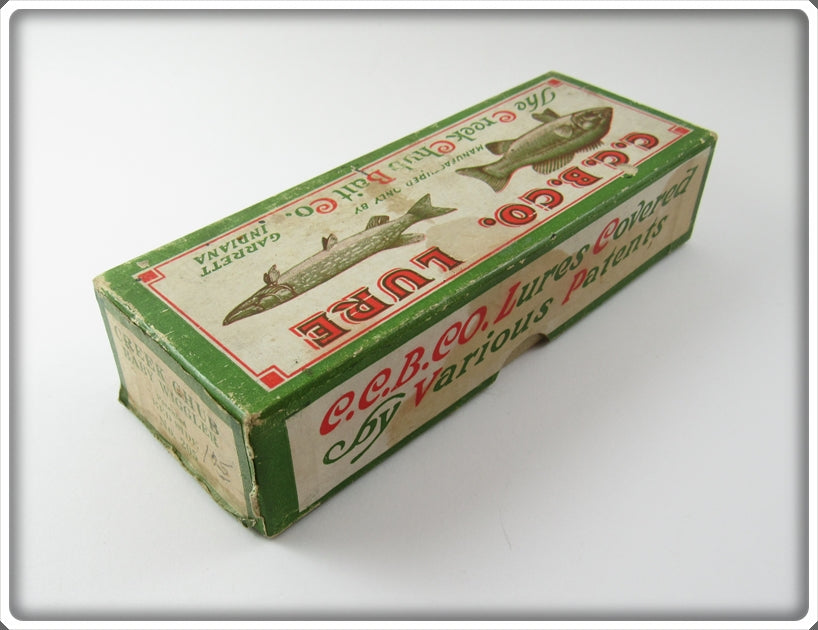 C.C.B.CO. LURE
MANUFACTURED ONLY BY
The Creek Chub Bait Co.
GARRETT
INDIANA
C.C.B.CO. Lures Covered
by Various Patents
CREEK CHUB
BABY WIGGLER